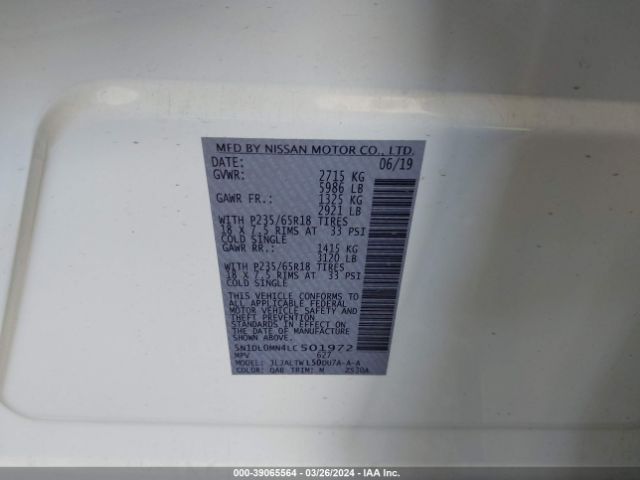 MFD BY NISSAN MOTOR CO., LTD.
DATE: 06/19
GVWR: 2715 KG
5986 LB
GAWR FR.: 1325 KG
2921 LB
WITH P235/65R18 TIRES
18 X 7.5 RIMS AT 33 PSI
COLD SINGLE
GAWR RR.: 1415 KG
3120 LB
WITH P235/65R18 TIRES
18 X 7.5 RIMS AT 33 PSI
COLD SINGLE
THIS VEHICLE CONFORMS TO
ALL APPLICABLE FEDERAL
MOTOR VEHICLE SAFETY
STANDARDS IN EFFECT ON
THE DATE OF MANUFACTURE
SHOWN ABOVE.
5N1DL0MN4LC501972
MPV 627
MODEL:
COLOR: QAB TRIM:
000-39065564 / 03/26/2024 - IAA Inc.